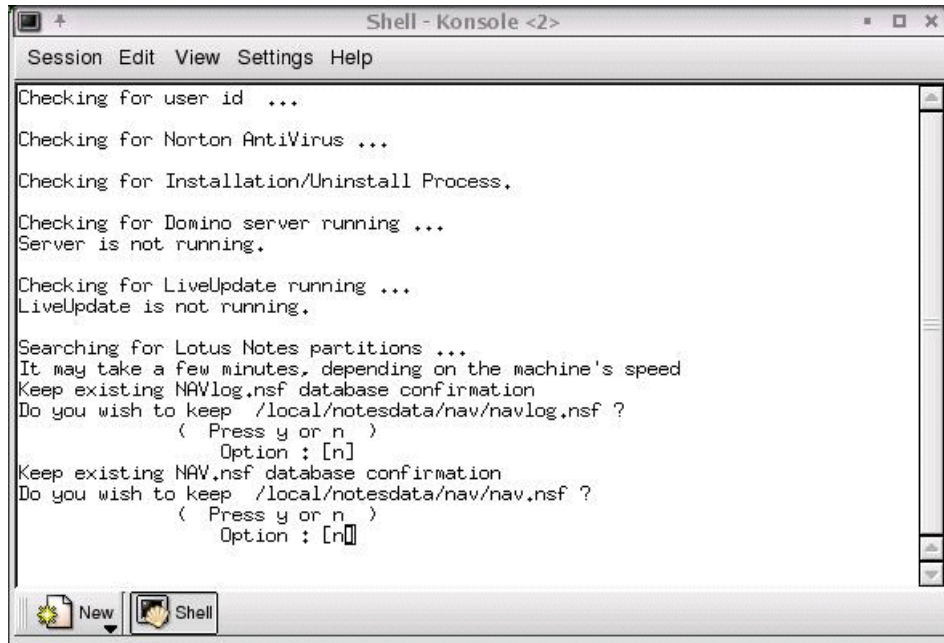 Shell - Konsole <2>
Session Edit View Settings Help
Checking for user id ...
Checking for Norton AntiVirus ...
Checking for Installation/Uninstall Process.
Checking for Domino server running ...
Server is not running.
Checking for LiveUpdate running ...
LiveUpdate is not running.
Searching for Lotus Notes partitions ...
It may take a few minutes, depending on the machine's speed
Keep existing NAVlog.nsf database confirmation
Do you wish to keep /local/notesdata/nav/navlog.nsf ?
( Press y or n )
Option : [n]
Keep existing NAV.nsf database confirmation
Do you wish to keep /local/notesdata/nav/nav.nsf ?
( Press y or n )
Option : [n]
New Shell